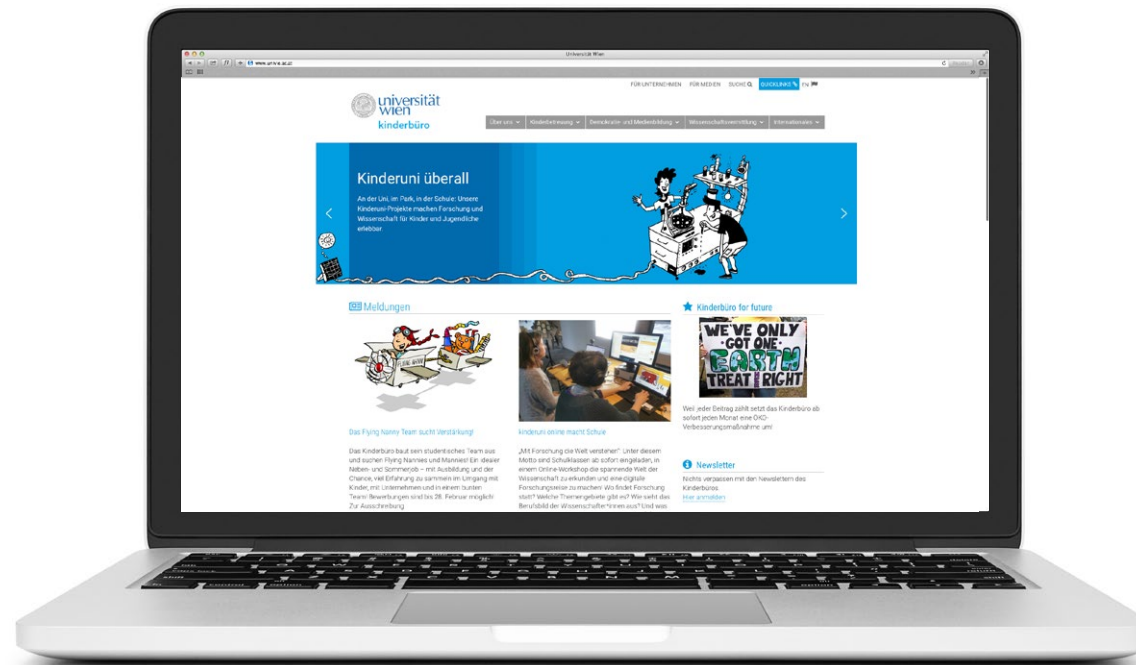 Universität Wien
www.univie.ac.at
FÜR UNTERNEHMEN FÜR MEDIEN SUCHE QUICKLINKS EN
universität
wien
kinderbüro
Über uns Kinderbetreuung Demokratie- und Medienbildung Wissenschaftsvermittlung Internationales
Kinderuni überall
An der Uni, im Park, in der Schule: Unsere
Kinderuni-Projekte machen Forschung und
Wissenschaft für Kinder und Jugendliche
erlebbar.
Meldungen
FLYING NANNY
Das Flying Nanny Team sucht Verstärkung!
Das Kinderbüro baut sein studentisches Team aus
und suchen Flying Nannies und Mannies! Ein idealer
Neben- und Sommerjob – mit Ausbildung und der
Chance, viel Erfahrung zu sammeln im Umgang mit
Kinder, mit Unternehmen und in einem bunten
Team! Bewerbungen sind bis 28. Februar möglich!
Zur Ausschreibung
kinderuni online macht Schule
„Mit Forschung die Welt verstehen". Unter diesem
Motto sind Schulklassen ab sofort eingeladen, in
einem Online-Workshop die spannende Welt der
Wissenschaft zu erkunden und eine digitale
Forschungsreise zu machen! Wo findet Forschung
statt? Welche Themengebiete gibt es? Wie sieht das
Berufsbild der Wissenschafter*innen aus? Und was
Kinderbüro for future
WE'VE ONLY
·GOT ONE·
EARTH
TREAT IT RIGHT
Weil jeder Beitrag zählt setzt das Kinderbüro ab
sofort jeden Monat eine ÖKO-
Verbesserungsmaßnahme um!
Newsletter
Nichts verpassen mit den Newslettern des
Kinderbüros.
Hier anmelden